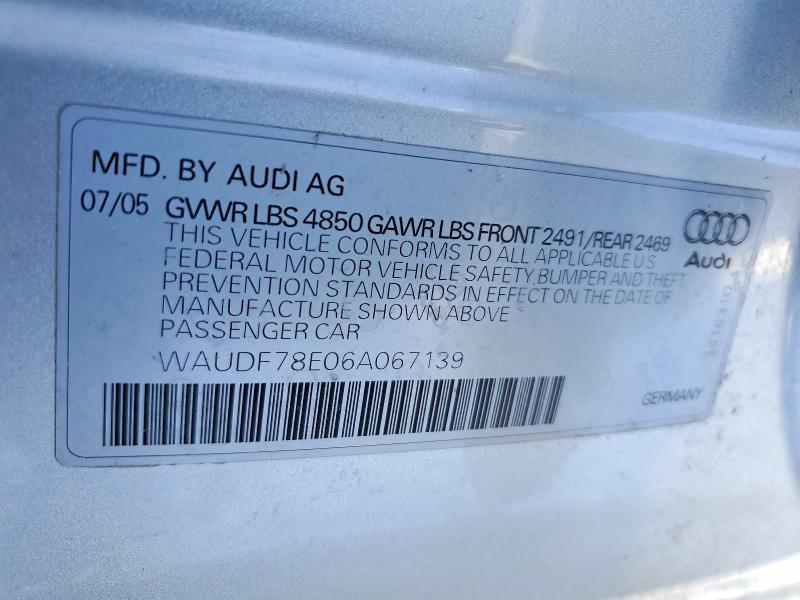 MFD. BY AUDI AG
07/05 GVWR LBS 4850 GAWR LBS FRONT 2491/REAR 2469
THIS VEHICLE CONFORMS TO ALL APPLICABLE U S
FEDERAL MOTOR VEHICLE SAFETY, BUMPER AND THEFT
PREVENTION STANDARDS IN EFFECT ON THE DATE OF
MANUFACTURE SHOWN ABOVE
PASSENGER CAR
WAUDF78E06A067139
Audi
GERMANY